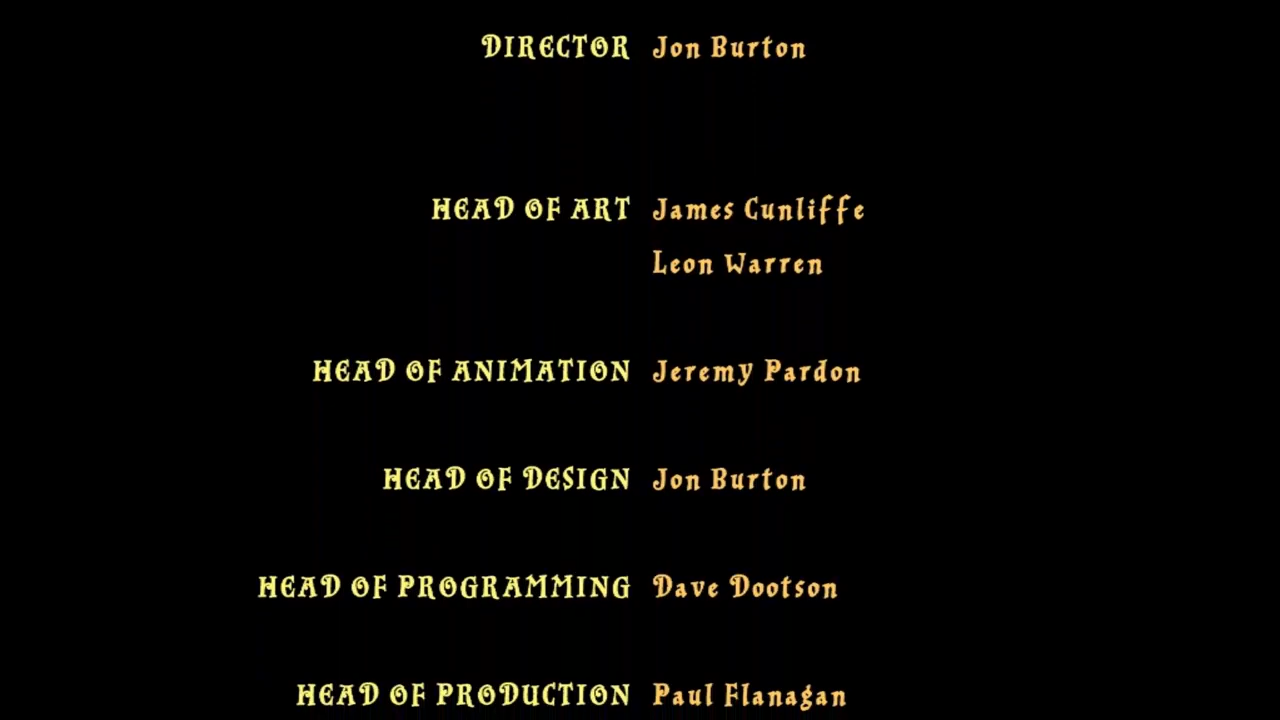 DIRECTOR Jon Burton
HEAD OF ART James Cunliffe
Leon Warren
HEAD OF ANIMATION Jeremy Pardon
HEAD OF DESIGN Jon Burton
HEAD OF PROGRAMMING Dave Dootson
HEAD OF PRODUCTION Paul Flanagan